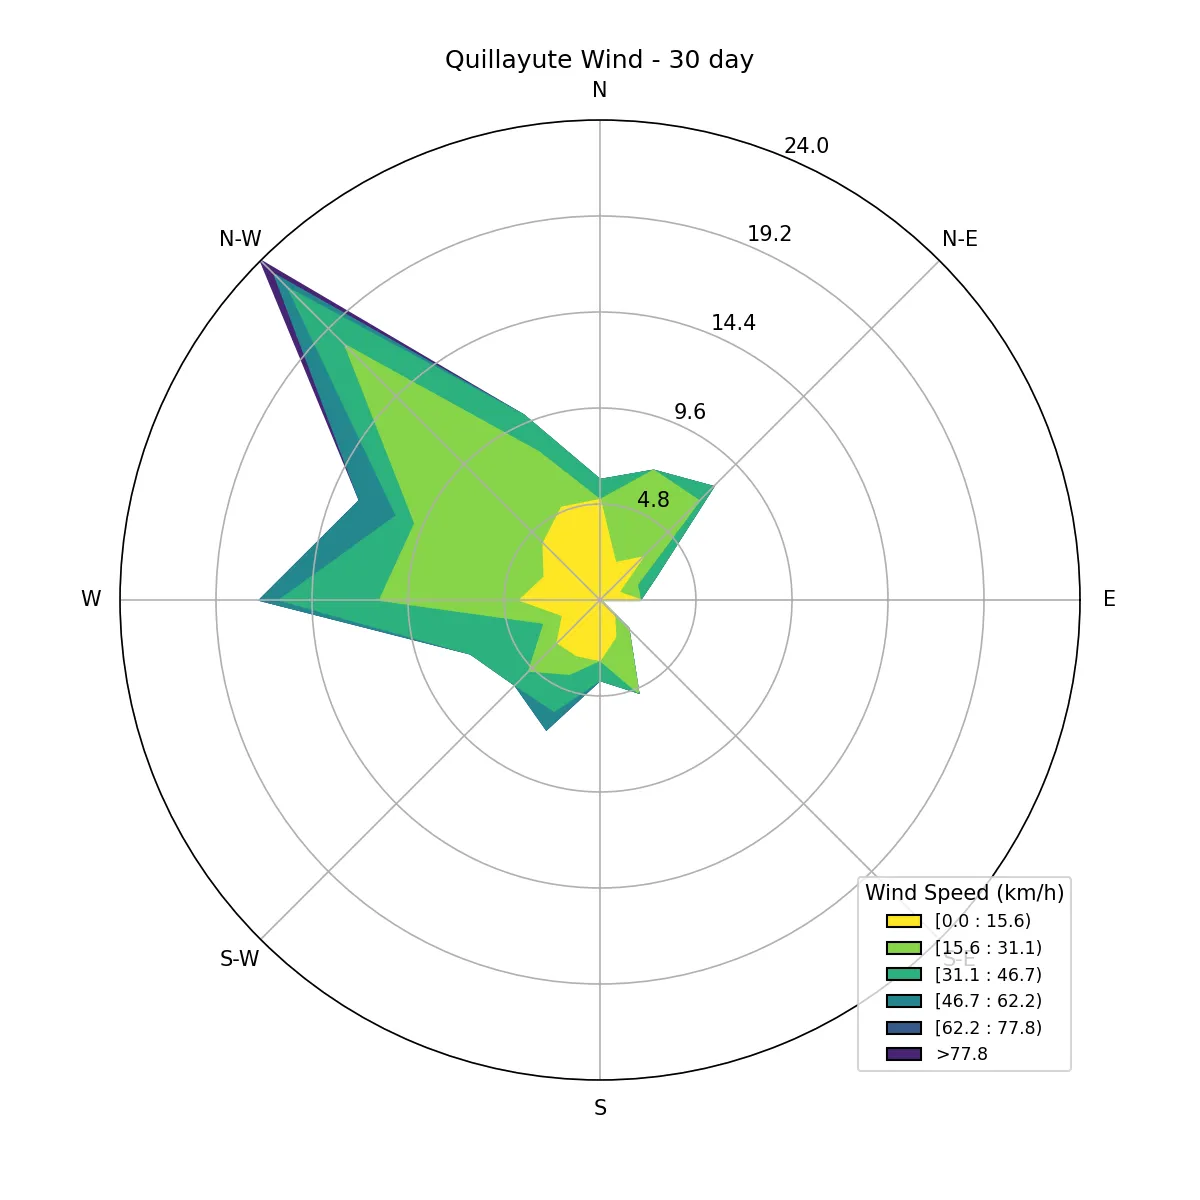 Quillayute Wind - 30 day
N
24.0
N-W
19.2
N-E
14.4
9.6
4.8
W
E
S-W
S-E
Wind Speed (km/h)
[0.0 : 15.6)
[15.6 : 31.1)
[31.1 : 46.7)
[46.7 : 62.2)
[62.2 : 77.8)
>77.8
S